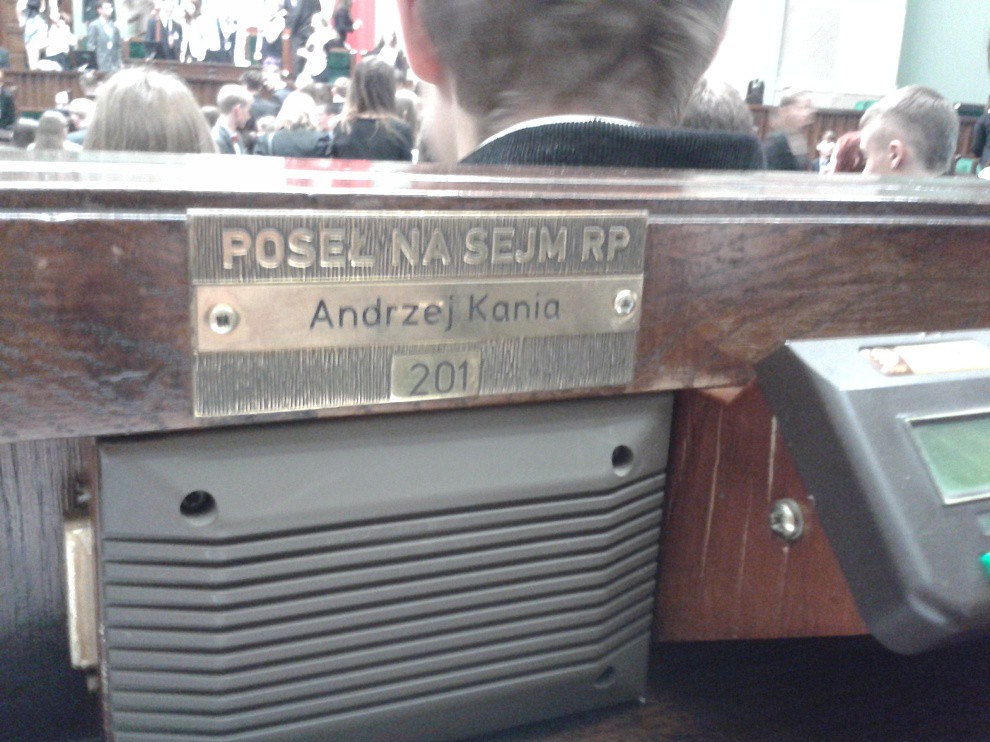 POSEŁ NA SEJM RP
Andrzej Kania
201